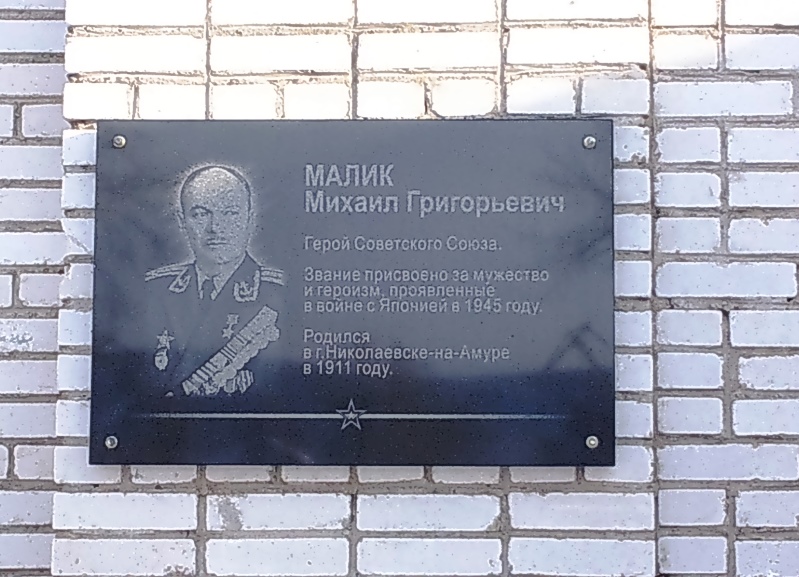 МАЛИК
Михаил Григорьевич
Герой Советского Союза.
Звание присвоено за мужество
и героизм, проявленные
в войне с Японией в 1945 году.
Родился
в г.Николаевске-на-Амуре
в 1911 году.